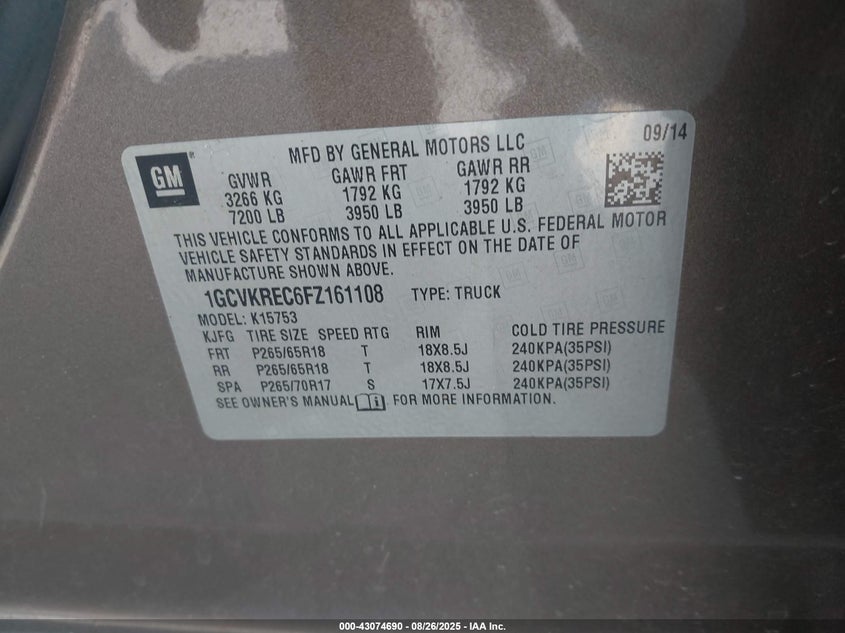 09/14
MFD BY GENERAL MOTORS LLC
GM
GVWR GAWR FRT GAWR RR
3266 KG 1792 KG 1792 KG
7200 LB 3950 LB 3950 LB
THIS VEHICLE CONFORMS TO ALL APPLICABLE U.S. FEDERAL MOTOR
VEHICLE SAFETY STANDARDS IN EFFECT ON THE DATE OF
MANUFACTURE SHOWN ABOVE.
1GCVKREC6FZ161108 TYPE: TRUCK
MODEL: K15753
KJFG TIRE SIZE SPEED RTG RIM COLD TIRE PRESSURE
FRT P265/65R18 T 18X8.5J 240KPA(35PSI)
RR P265/65R18 T 18X8.5J 240KPA(35PSI)
SPA P265/70R17 S 17X7.5J 240KPA(35PSI)
SEE OWNER'S MANUAL FOR MORE INFORMATION.
000-43074690 - 08/26/2025 - IAA Inc.